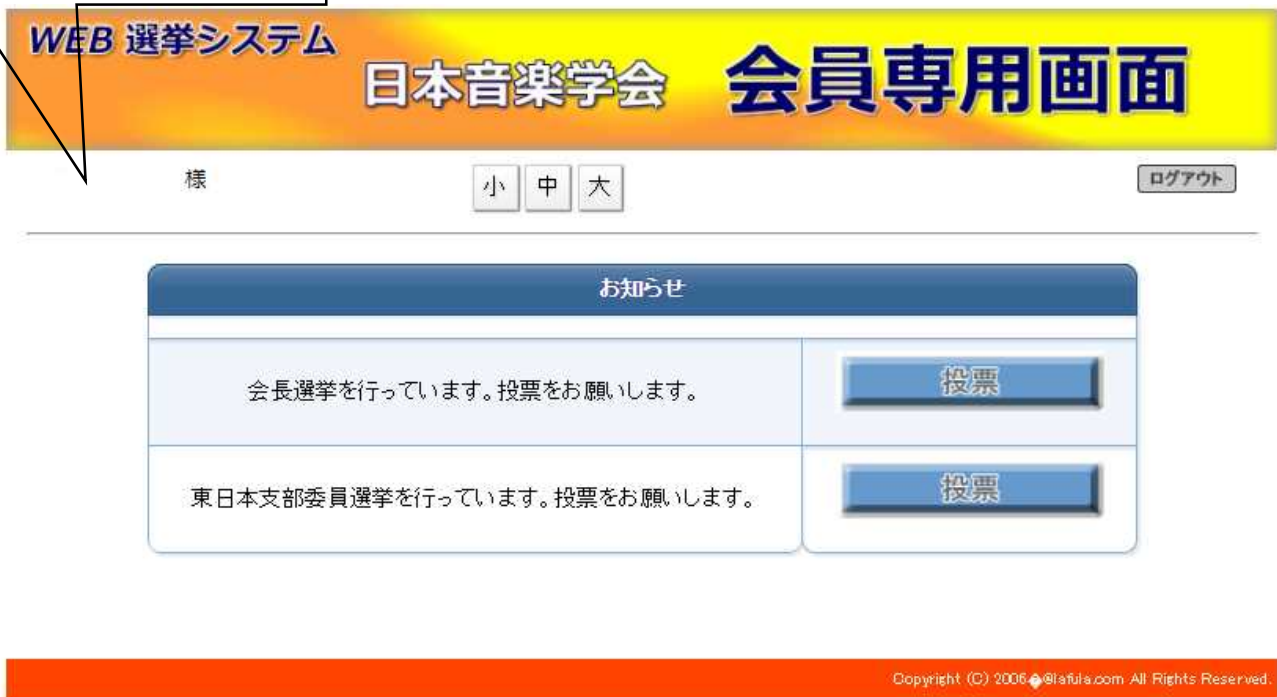 WEB 選挙システム
日本音楽学会 会員専用画面
様 小 中 大 ログアウト
お知らせ
会長選挙を行っています。投票をお願いします。 投票
東日本支部委員選挙を行っています。投票をお願いします。 投票
Copyright (C) 2006�@lafula.com All Rights Reserved.